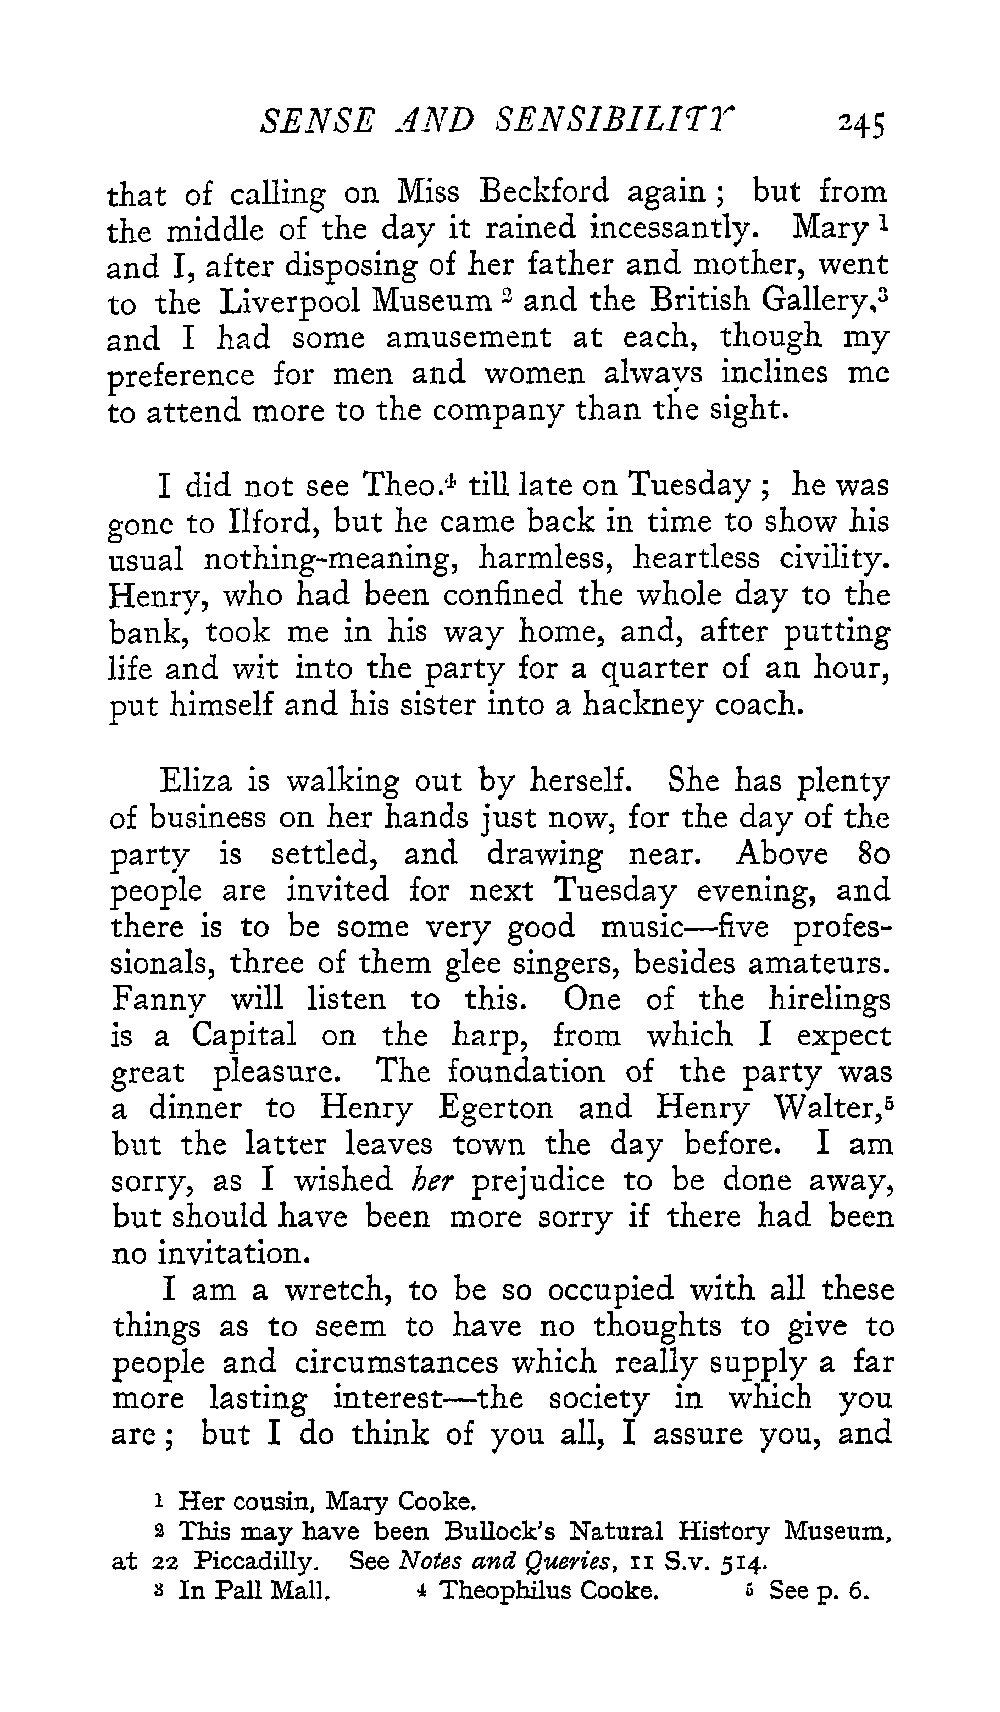 SENSE AND SENSIBILITY 245
that of calling on Miss Beckford again ; but from
the middle of the day it rained incessantly. Mary ¹
and I, after disposing of her father and mother, went
to the Liverpool Museum ² and the British Gallery,³
and I had some amusement at each, though my
preference for men and women always inclines me
to attend more to the company than the sight.
I did not see Theo.⁴ till late on Tuesday ; he was
gone to Ilford, but he came back in time to show his
usual nothing-meaning, harmless, heartless civility.
Henry, who had been confined the whole day to the
bank, took me in his way home, and, after putting
life and wit into the party for a quarter of an hour,
put himself and his sister into a hackney coach.
Eliza is walking out by herself. She has plenty
of business on her hands just now, for the day of the
party is settled, and drawing near. Above 80
people are invited for next Tuesday evening, and
there is to be some very good music—five profes-
sionals, three of them glee singers, besides amateurs.
Fanny will listen to this. One of the hirelings
is a Capital on the harp, from which I expect
great pleasure. The foundation of the party was
a dinner to Henry Egerton and Henry Walter,⁵
but the latter leaves town the day before. I am
sorry, as I wished her prejudice to be done away,
but should have been more sorry if there had been
no invitation.
I am a wretch, to be so occupied with all these
things as to seem to have no thoughts to give to
people and circumstances which really supply a far
more lasting interest—the society in which you
are ; but I do think of you all, I assure you, and
¹ Her cousin, Mary Cooke.
² This may have been Bullock's Natural History Museum,
at 22 Piccadilly. See Notes and Queries, 11 S.v. 514.
³ In Pall Mall. ⁴ Theophilus Cooke. ⁵ See p. 6.